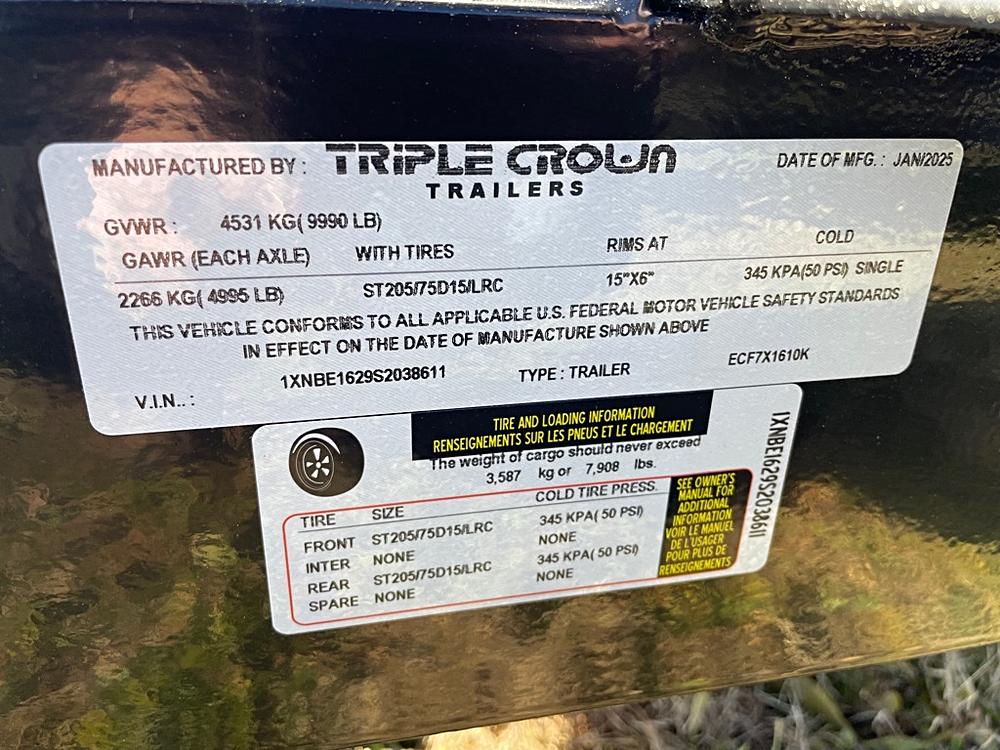 MANUFACTURED BY : TRIPLE CROWN TRAILERS DATE OF MFG. : JAN/2025
GVWR : 4531 KG( 9990 LB)
GAWR (EACH AXLE) WITH TIRES RIMS AT COLD
2266 KG( 4995 LB) ST205/75D15/LRC 15"X6" 345 KPA(50 PSI) SINGLE
THIS VEHICLE CONFORMS TO ALL APPLICABLE U.S. FEDERAL MOTOR VEHICLE SAFETY STANDARDS
IN EFFECT ON THE DATE OF MANUFACTURE SHOWN ABOVE
V.I.N.. : 1XNBE1629S2038611 TYPE : TRAILER ECF7X1610K
TIRE AND LOADING INFORMATION
RENSEIGNEMENTS SUR LES PNEUS ET LE CHARGEMENT
The weight of cargo should never exceed
3,587 kg or 7,908 lbs.
TIRE SIZE COLD TIRE PRESS.
FRONT ST205/75D15/LRC 345 KPA( 50 PSI)
INTER NONE NONE
REAR ST205/75D15/LRC 345 KPA( 50 PSI)
SPARE NONE NONE
SEE OWNER'S
MANUAL FOR
ADDITIONAL
INFORMATION
VOIR LE MANUEL
DE L'USAGER
POUR PLUS DE
RENSEIGNEMENTS
1XNBE1629S2038611